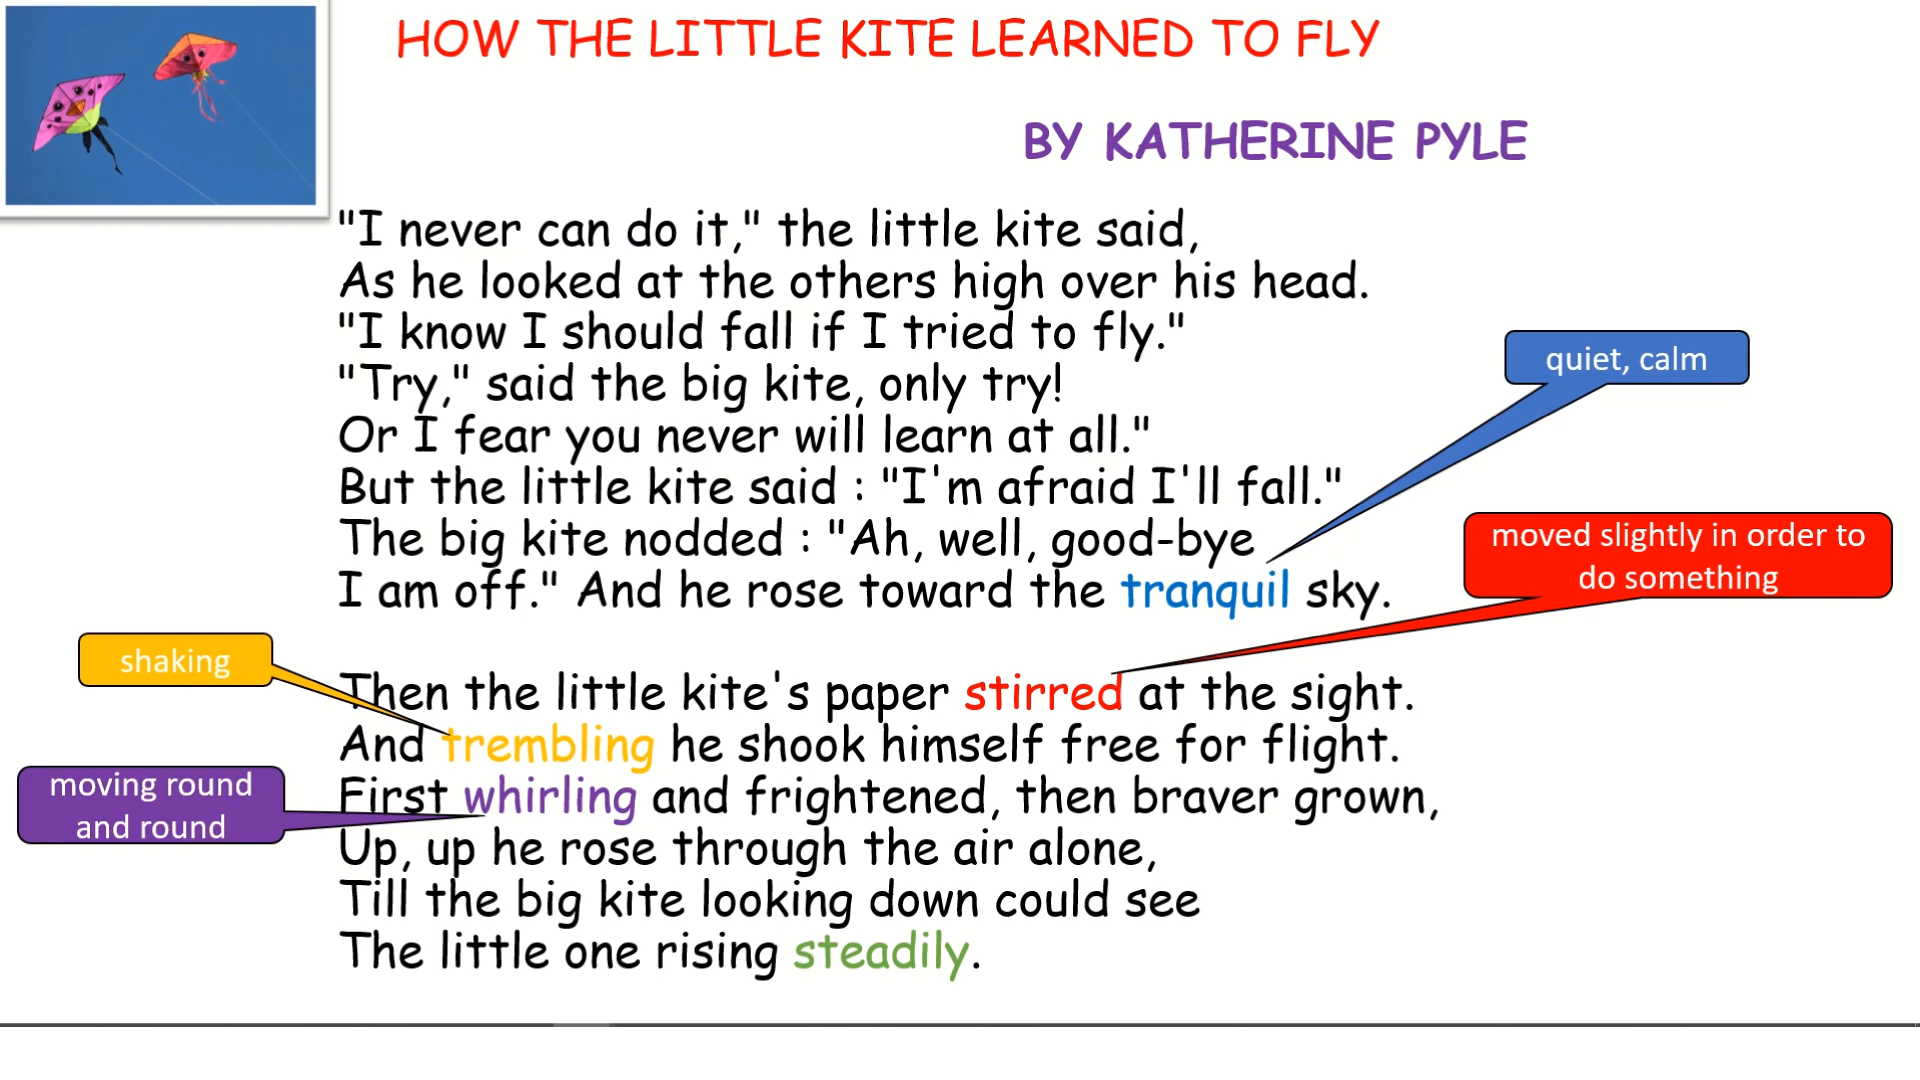 HOW THE LITTLE KITE LEARNED TO FLY
BY KATHERINE PYLE
"I never can do it," the little kite said,
As he looked at the others high over his head.
"I know I should fall if I tried to fly."
"Try," said the big kite, only try!
Or I fear you never will learn at all."
But the little kite said : "I'm afraid I'll fall."
The big kite nodded : "Ah, well, good-bye
I am off." And he rose toward the tranquil sky.
quiet, calm
moved slightly in order to
do something
Then the little kite's paper stirred at the sight.
And trembling he shook himself free for flight.
First whirling and frightened, then braver grown,
Up, up he rose through the air alone,
Till the big kite looking down could see
The little one rising steadily.
shaking
moving round
and round